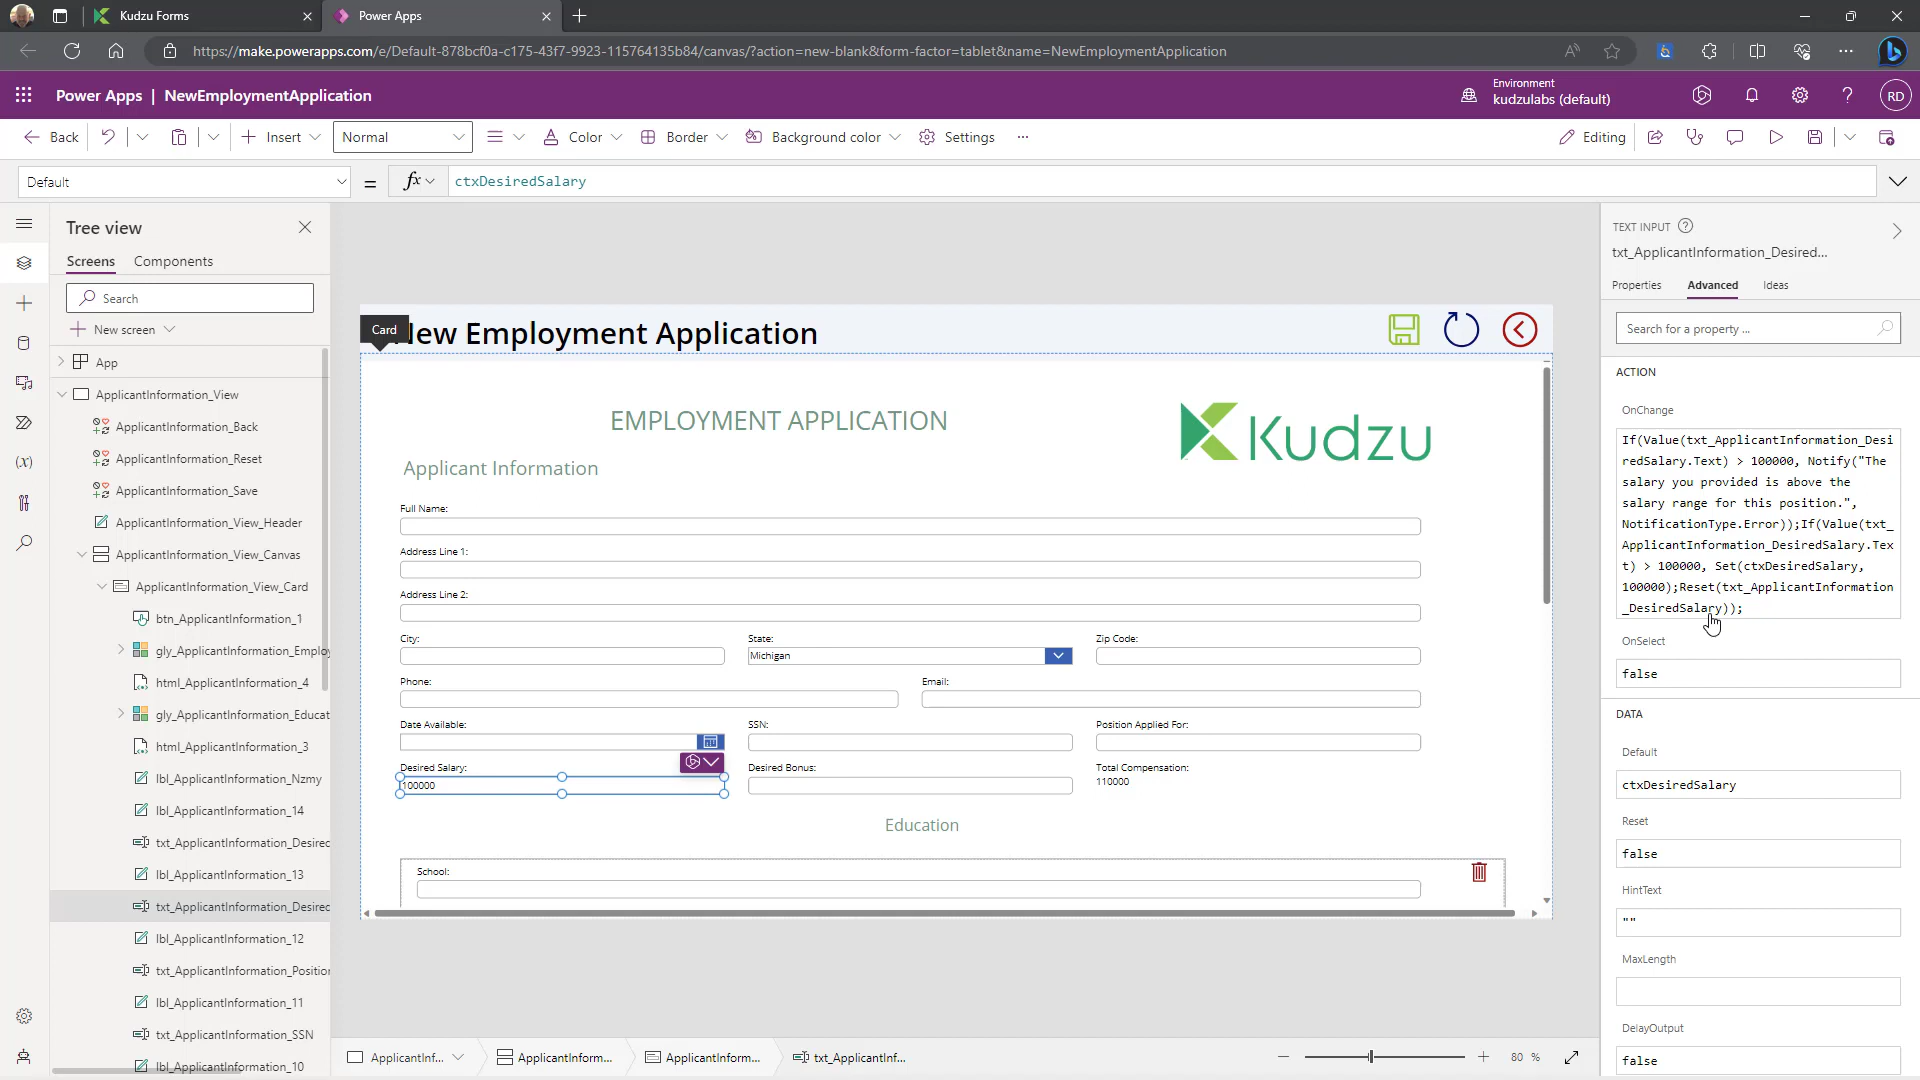 Kudzu Forms
Power Apps
https://make.powerapps.com/e/Default-878bcf0a-c175-43f7-9923-115764135b84/canvas/?action=new-blank&form-factor=tablet&name=NewEmploymentApplication
Power Apps | NewEmploymentApplication
Environment
kudzulabs (default)
RD
Back
Insert
Normal
Color
Border
Background color
Settings
Editing
Default
=
fx
ctxDesiredSalary
Tree view
Screens
Components
Search
New screen
App
ApplicantInformation_View
ApplicantInformation_Back
ApplicantInformation_Reset
ApplicantInformation_Save
ApplicantInformation_View_Header
ApplicantInformation_View_Canvas
ApplicantInformation_View_Card
btn_ApplicantInformation_1
gly_ApplicantInformation_Employ
html_ApplicantInformation_4
gly_ApplicantInformation_Educat
html_ApplicantInformation_3
lbl_ApplicantInformation_Nzmy
lbl_ApplicantInformation_14
txt_ApplicantInformation_Desired
lbl_ApplicantInformation_13
txt_ApplicantInformation_Desired
lbl_ApplicantInformation_12
txt_ApplicantInformation_Position
lbl_ApplicantInformation_11
txt_ApplicantInformation_SSN
lbl_ApplicantInformation_10
Card
New Employment Application
EMPLOYMENT APPLICATION
Kudzu
Applicant Information
Full Name:
Address Line 1:
Address Line 2:
City:
State:
Zip Code:
Michigan
Phone:
Email:
Date Available:
SSN:
Position Applied For:
Desired Salary:
Desired Bonus:
Total Compensation:
100000
110000
Education
School:
ApplicantInf...
ApplicantInform...
ApplicantInform...
txt_ApplicantInf...
80 %
TEXT INPUT
txt_ApplicantInformation_Desired...
Properties
Advanced
Ideas
Search for a property ...
ACTION
OnChange
If(Value(txt_ApplicantInformation_Desi
redSalary.Text) > 100000, Notify("The
salary you provided is above the
salary range for this position.",
NotificationType.Error));If(Value(txt_
ApplicantInformation_DesiredSalary.Tex
t) > 100000, Set(ctxDesiredSalary,
100000);Reset(txt_ApplicantInformation
_DesiredSalary));
OnSelect
false
DATA
Default
ctxDesiredSalary
Reset
false
HintText
""
MaxLength
DelayOutput
false